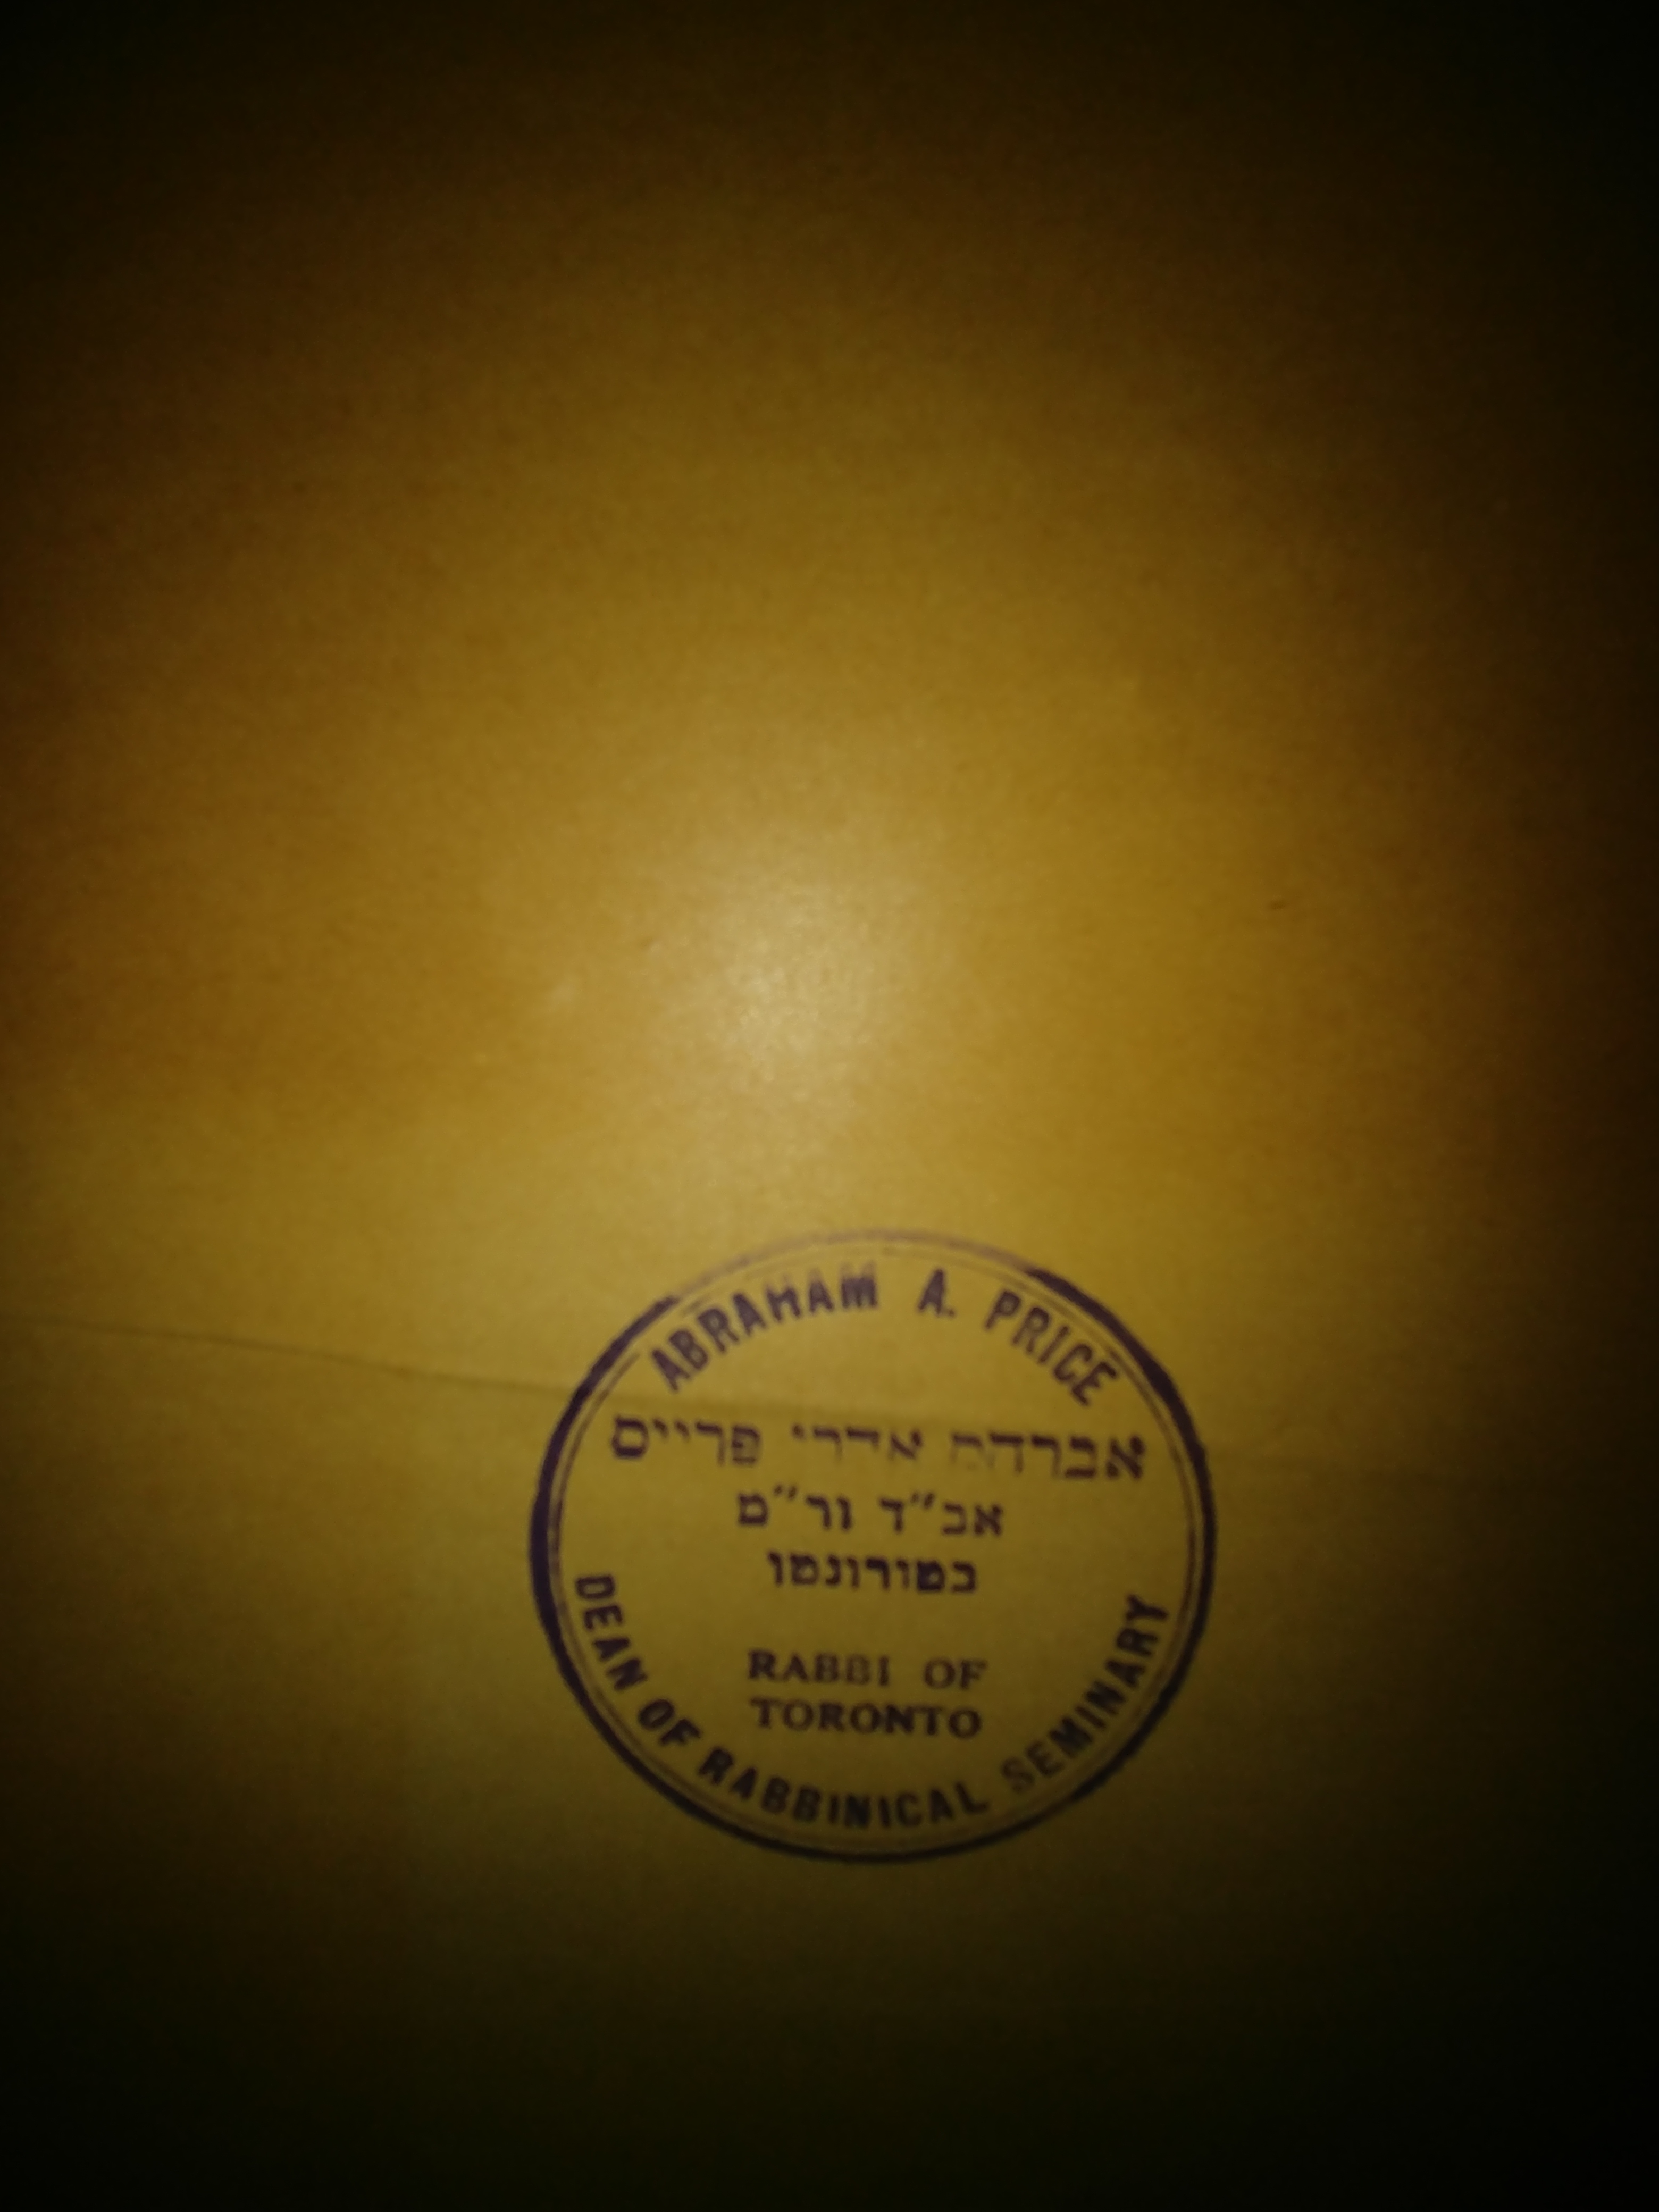 ABRAHAM A. PRICE
אברהם אהרן פרייס
אב״ד ור״מ
בטורונטו
RABBI OF
TORONTO
DEAN OF RABBINICAL SEMINARY